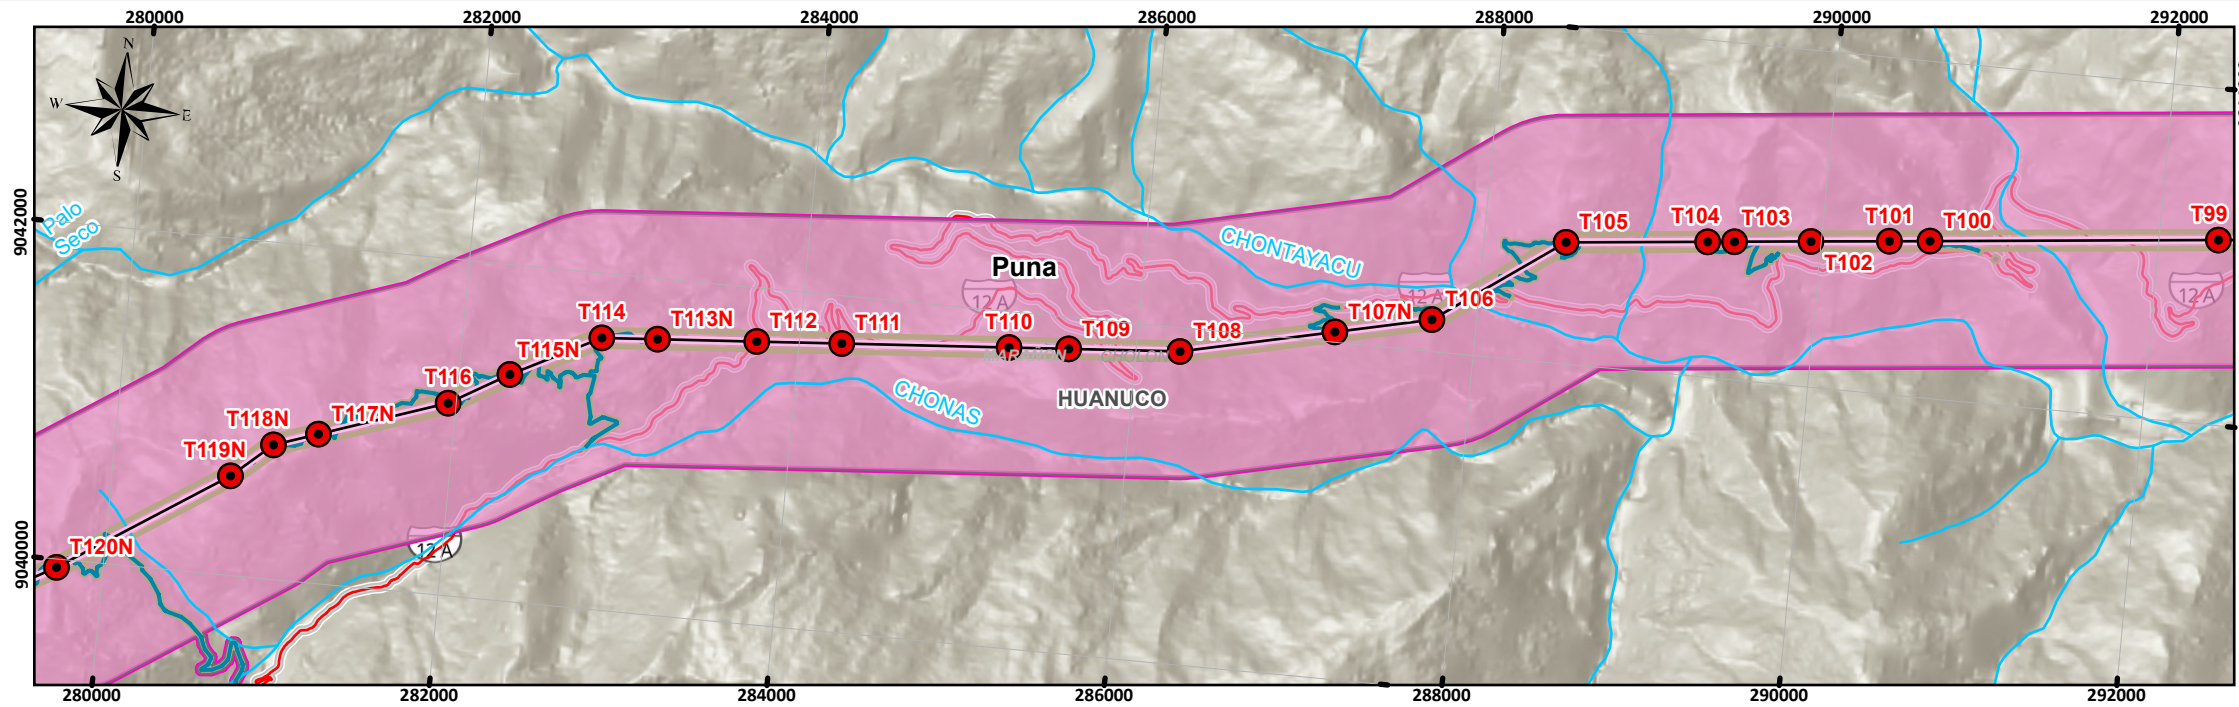 280000 282000 284000 286000 288000 290000 292000
N
W E
S
9042000
Palo
Seco
CHONTAYACU
T105 T104 T103 T101 T100 T99
T102
Puna
12 A 12 A 12 A
T114 T113N T112 T111 T110 T109 T108 T107N T106
T115N
T116
CHONAS
HUANUCO
T118N T117N
T119N
T120N
12 A
9040000
280000 282000 284000 286000 288000 290000 292000